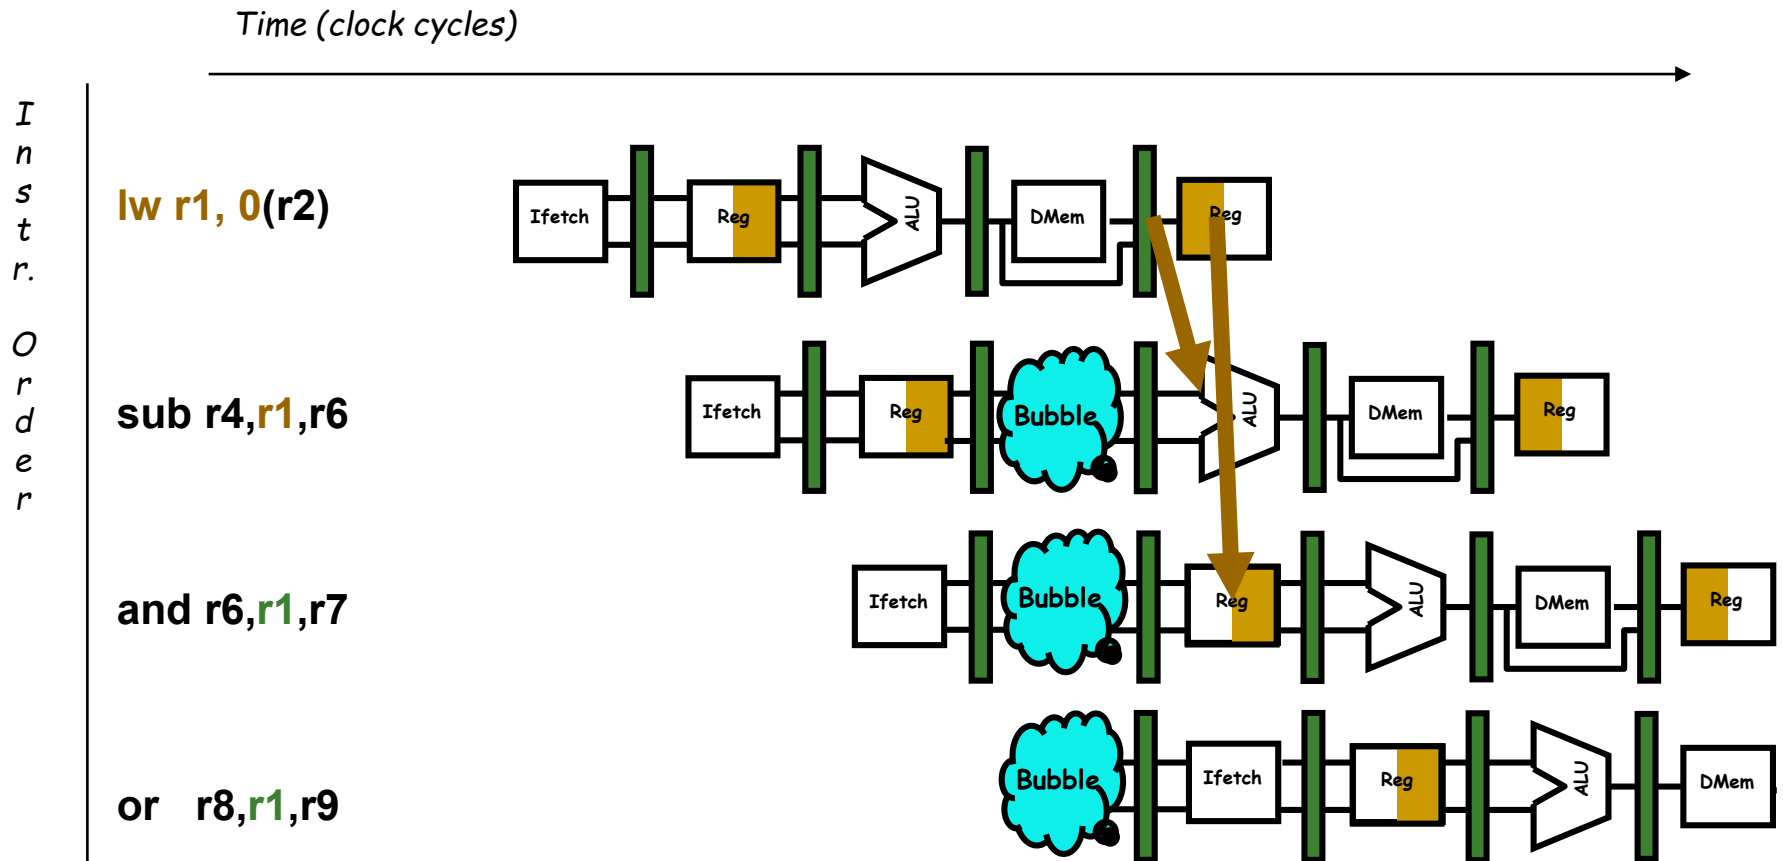 Time (clock cycles)
Instr. Order
lw r1, 0(r2)
Ifetch Reg ALU DMem Reg
sub r4,r1,r6
Ifetch Reg Bubble ALU DMem Reg
and r6,r1,r7
Ifetch Bubble Reg ALU DMem Reg
or r8,r1,r9
Bubble Ifetch Reg ALU DMem